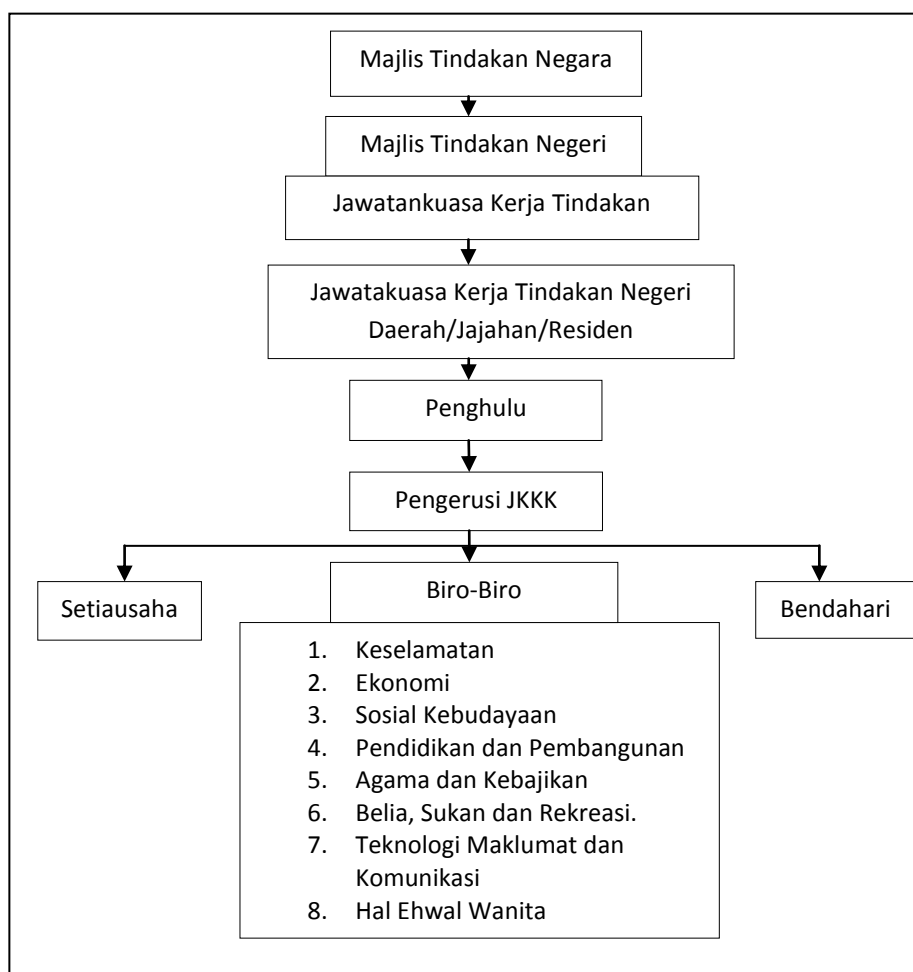 Majlis Tindakan Negara
Majlis Tindakan Negeri
Jawatankuasa Kerja Tindakan
Jawatakuasa Kerja Tindakan Negeri
Daerah/Jajahan/Residen
Penghulu
Pengerusi JKKK
Setiausaha
Biro-Biro
Bendahari
1. Keselamatan
2. Ekonomi
3. Sosial Kebudayaan
4. Pendidikan dan Pembangunan
5. Agama dan Kebajikan
6. Belia, Sukan dan Rekreasi.
7. Teknologi Maklumat dan
Komunikasi
8. Hal Ehwal Wanita